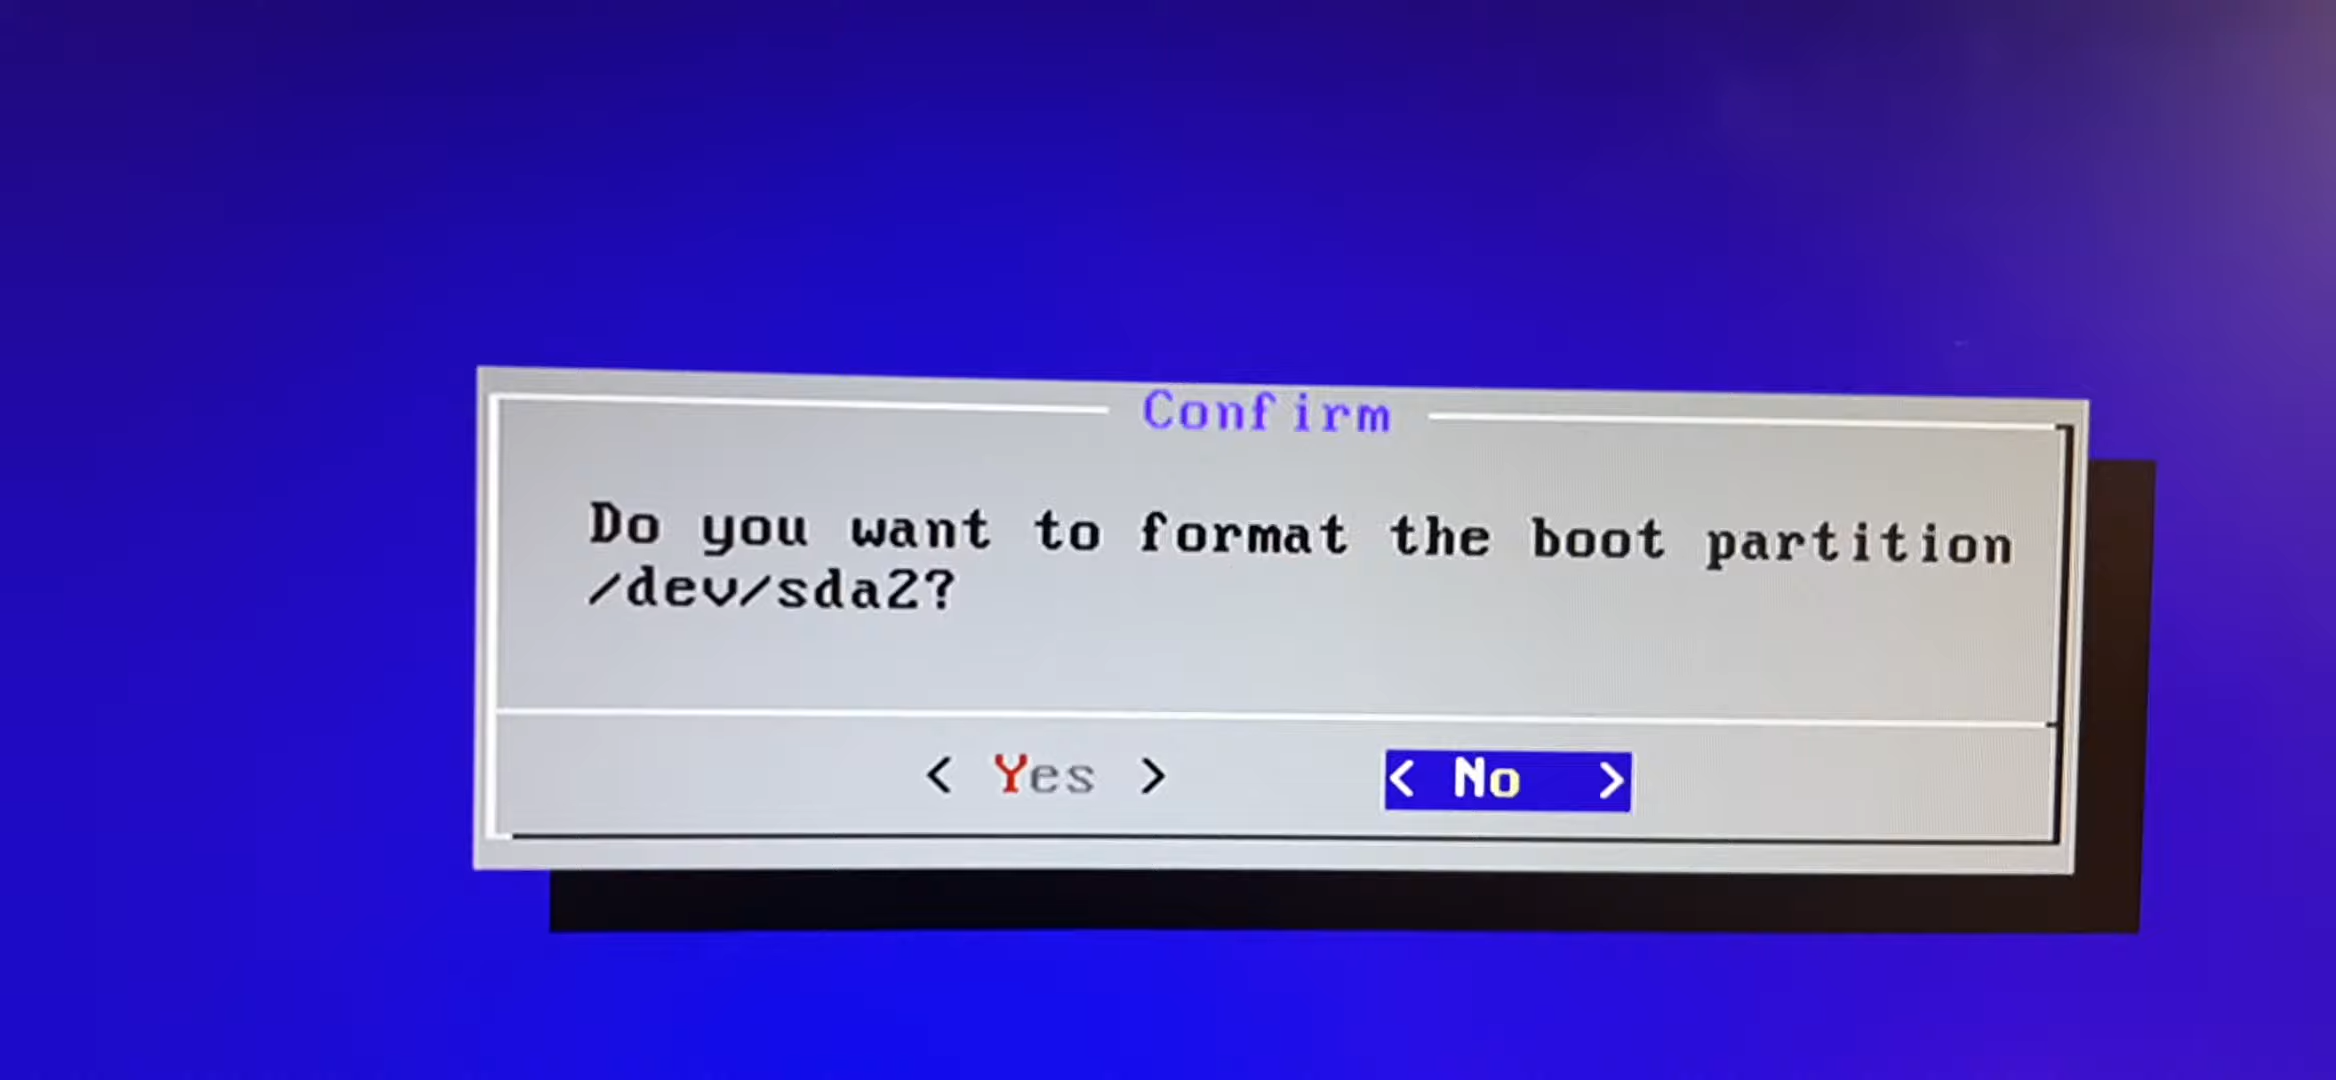 Confirm
Do you want to format the boot partition
/dev/sda2?
< Yes > < No >